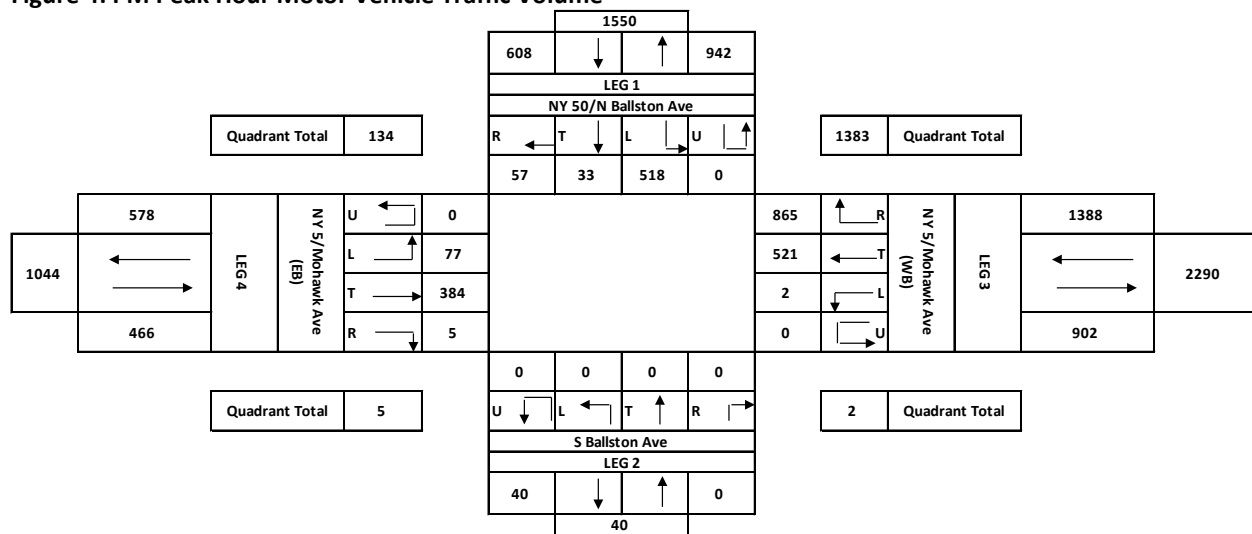 Figure 4: PM Peak Hour Motor Vehicle Traffic Volume
1550
608 942
LEG 1
NY 50/N Ballston Ave
Quadrant Total 134
R T L U
1383 Quadrant Total
57 33 518 0
578
U 0
865 R
1388
1044
LEG 4
NY 5/Mohawk Ave
(EB)
L 77
521 T
NY 5/Mohawk Ave
(WB)
LEG 3
2290
T 384
2 L
466
R 5
0 U
902
0 0 0 0
Quadrant Total 5
U L T R
2 Quadrant Total
S Ballston Ave
LEG 2
40 0
40